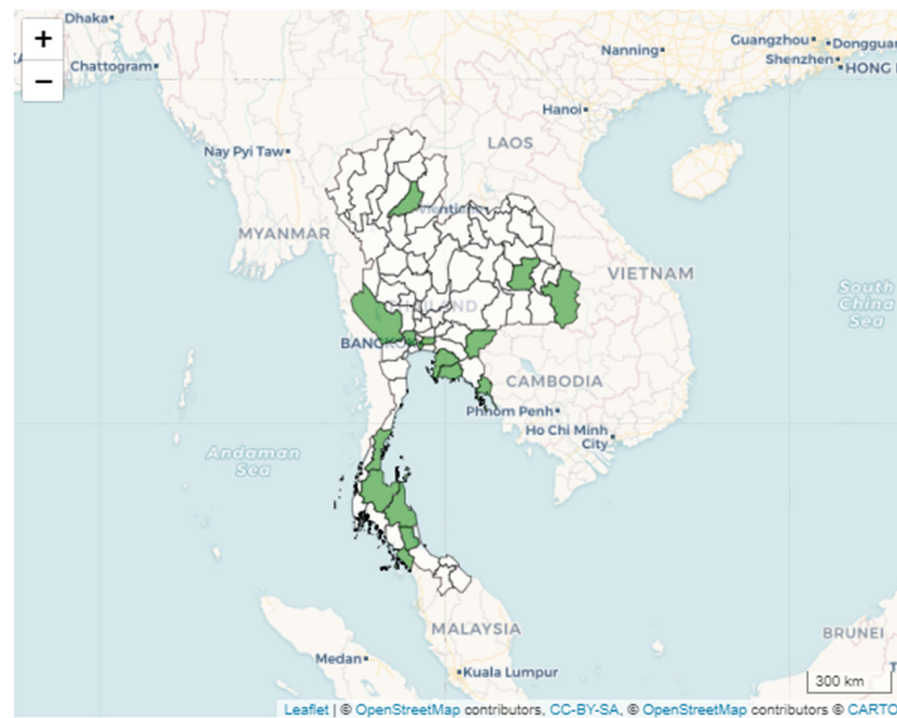 Dhaka
+
Guangzhou
Dongguan
Nanning
Shenzhen
HONG
Chattogram
−
Hanoi
LAOS
Nay Pyi Taw
Vientiane
MYANMAR
VIETNAM
South
China
Sea
THAILAND
BANGKOK
CAMBODIA
Phnom Penh
Ho Chi Minh
City
Andaman
Sea
MALAYSIA
BRUNEI
Medan
Kuala Lumpur
300 km
Leaflet | © OpenStreetMap contributors, CC-BY-SA, © OpenStreetMap contributors © CARTO